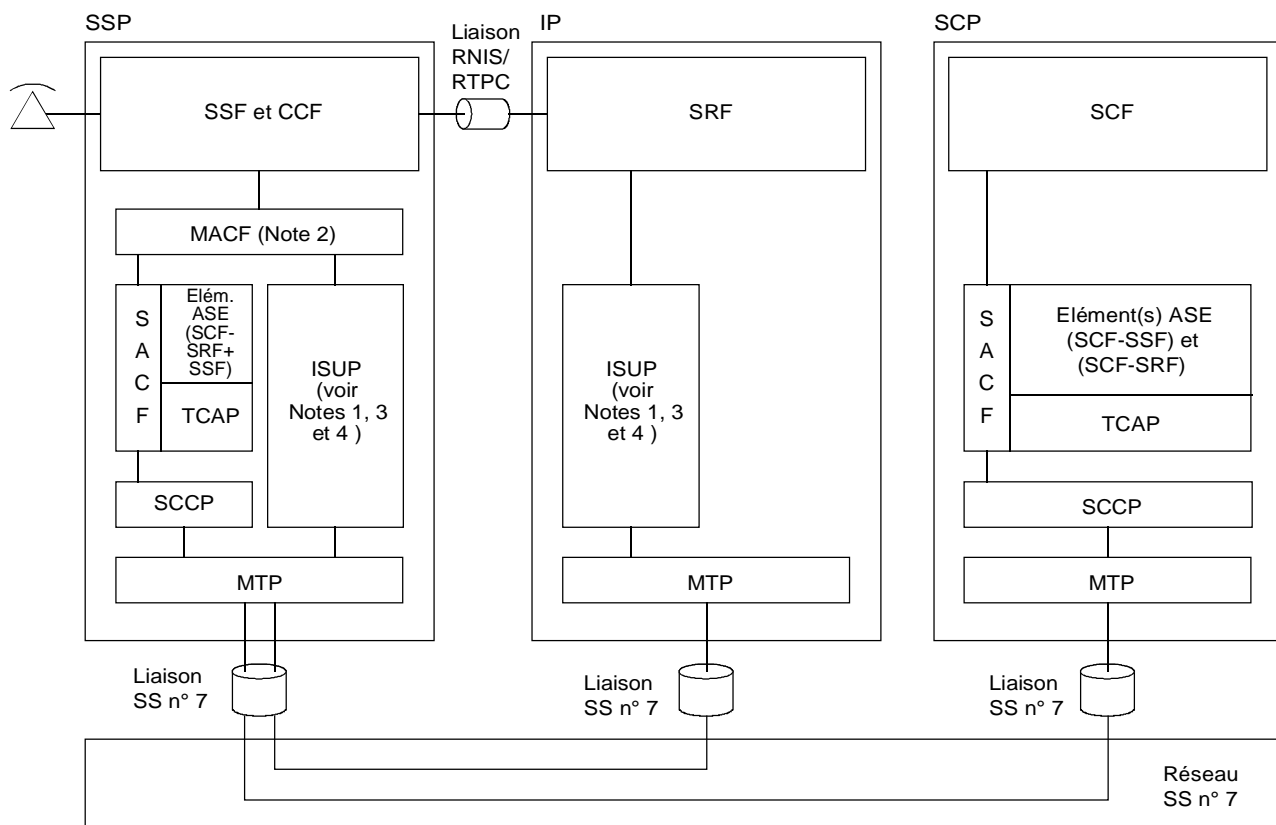 SSP
Liaison
RNIS/
RTPC
IP
SCP
SSF et CCF
SRF
SCF
MACF (Note 2)
S
A
C
F
Elém.
ASE
(SCF-
SRF+
SSF)
TCAP
ISUP
(voir
Notes 1, 3
et 4 )
SCCP
MTP
ISUP
(voir
Notes 1, 3
et 4 )
MTP
S
A
C
F
Elément(s) ASE
(SCF-SSF) et
(SCF-SRF)
TCAP
SCCP
MTP
Liaison
SS n° 7
Liaison
SS n° 7
Liaison
SS n° 7
Réseau
SS n° 7